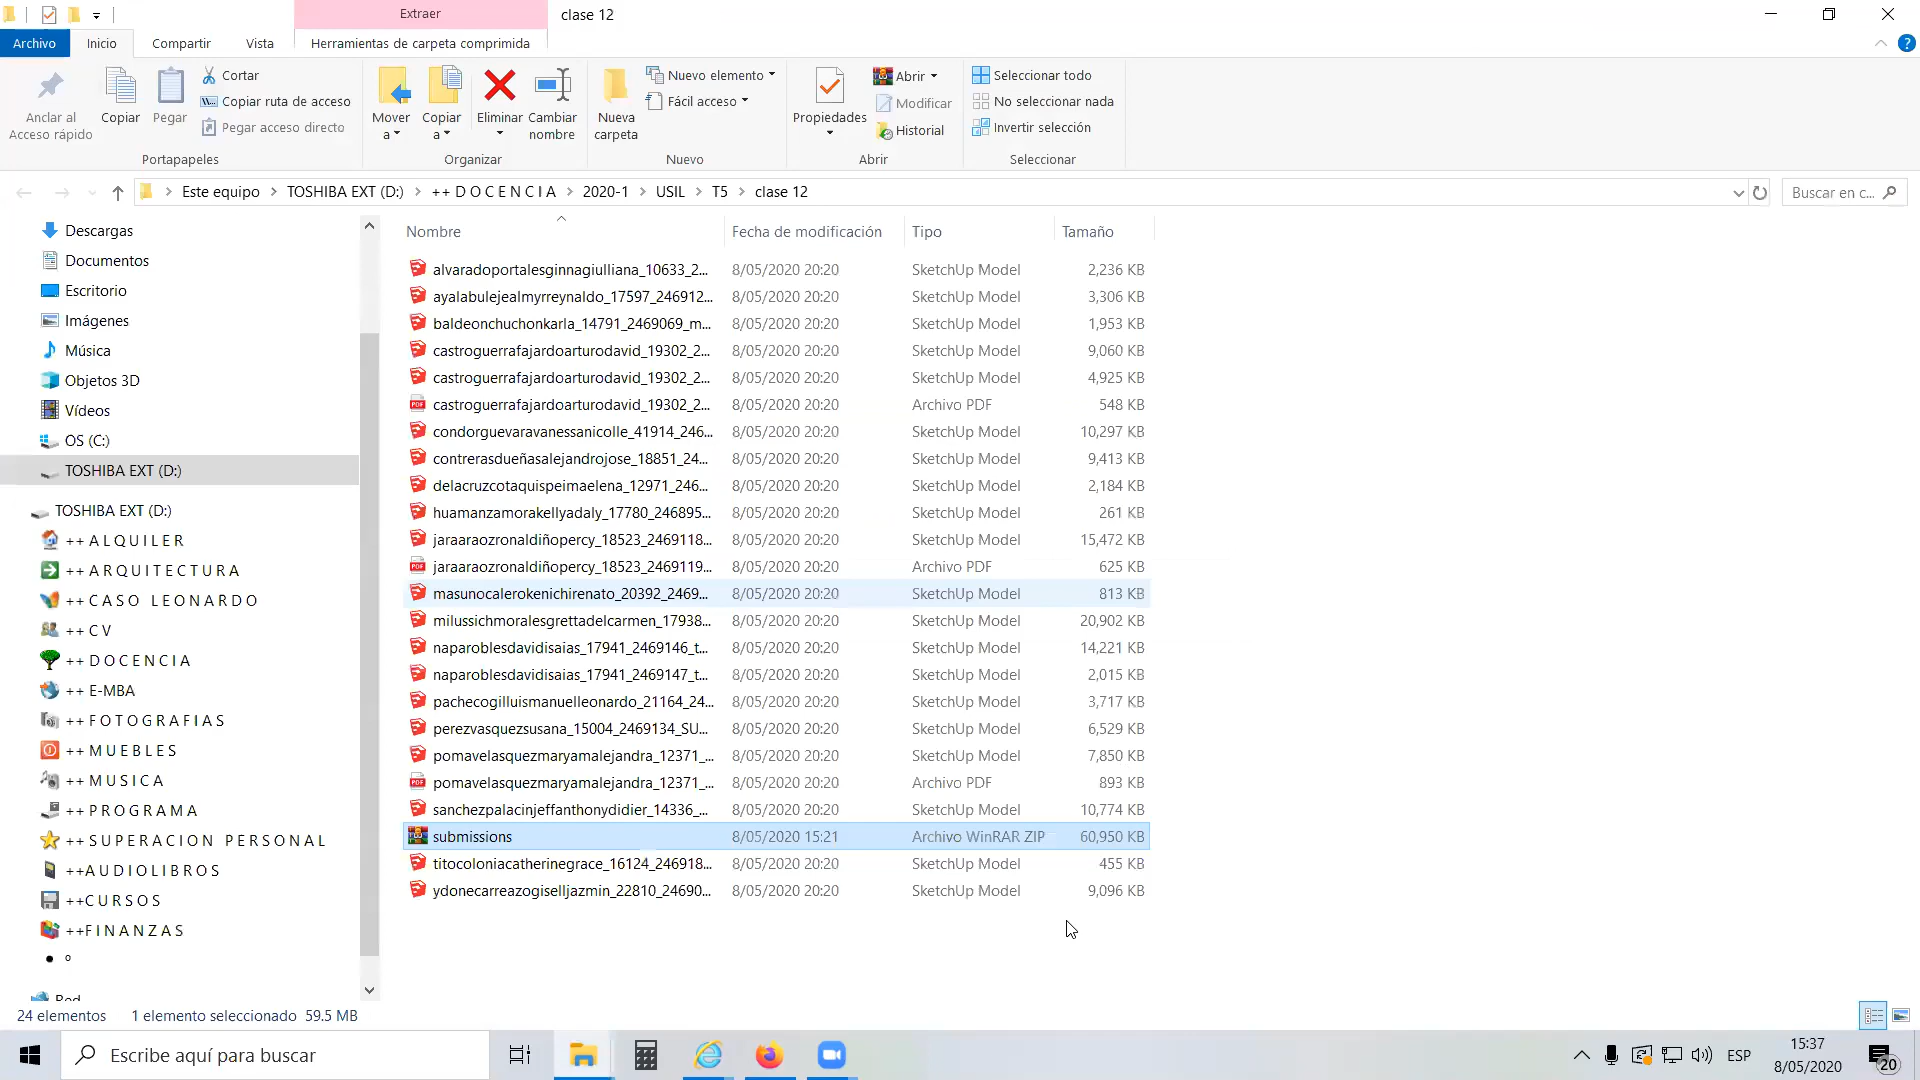 Extraer
clase 12
Archivo
Inicio
Compartir
Vista
Herramientas de carpeta comprimida
?
Anclar al
Acceso rápido
Copiar
Pegar
Cortar
Copiar ruta de acceso
Pegar acceso directo
Portapapeles
Mover
a
Copiar
a
Eliminar
Cambiar
nombre
Organizar
Nueva
carpeta
Nuevo elemento
Fácil acceso
Nuevo
Propiedades
Abrir
Modificar
Historial
Abrir
Seleccionar todo
No seleccionar nada
Invertir selección
Seleccionar
Este equipo > TOSHIBA EXT (D:) > ++ D O C E N C I A > 2020-1 > USIL > T5 > clase 12
Buscar en c...
Descargas
Documentos
Escritorio
Imágenes
Música
Objetos 3D
Vídeos
OS (C:)
TOSHIBA EXT (D:)
TOSHIBA EXT (D:)
++ A L Q U I L E R
++ A R Q U I T E C T U R A
++ C A S O  L E O N A R D O
++ C V
++ D O C E N C I A
++ E-MBA
++ F O T O G R A F I A S
++ M U E B L E S
++ M U S I C A
++ P R O G R A M A
++ S U P E R A C I O N  P E R S O N A L
++A U D I O L I B R O S
++C U R S O S
++F I N A N Z A S
º
Red
Nombre Fecha de modificación Tipo Tamaño
alvaradoportalesginnagiulliana_10633_2... 8/05/2020 20:20 SketchUp Model 2,236 KB
ayalabulejealmyrreynaldo_17597_246912... 8/05/2020 20:20 SketchUp Model 3,306 KB
baldeonchuchonkarla_14791_2469069_m... 8/05/2020 20:20 SketchUp Model 1,953 KB
castroguerrafajardoarturodavid_19302_2... 8/05/2020 20:20 SketchUp Model 9,060 KB
castroguerrafajardoarturodavid_19302_2... 8/05/2020 20:20 SketchUp Model 4,925 KB
castroguerrafajardoarturodavid_19302_2... 8/05/2020 20:20 Archivo PDF 548 KB
condorguevaravanessanicolle_41914_246... 8/05/2020 20:20 SketchUp Model 10,297 KB
contrerasdueñasalejandrojose_18851_24... 8/05/2020 20:20 SketchUp Model 9,413 KB
delacruzcotaquispeimaelena_12971_246... 8/05/2020 20:20 SketchUp Model 2,184 KB
huamanzamorakellyadaly_17780_246895... 8/05/2020 20:20 SketchUp Model 261 KB
jaraaraozronaldiñopercy_18523_2469118... 8/05/2020 20:20 SketchUp Model 15,472 KB
jaraaraozronaldiñopercy_18523_2469119... 8/05/2020 20:20 Archivo PDF 625 KB
masunocalerokenichirenato_20392_2469... 8/05/2020 20:20 SketchUp Model 813 KB
milussichmoralesgrettadelcarmen_17938... 8/05/2020 20:20 SketchUp Model 20,902 KB
naparoblesdavidisaias_17941_2469146_t... 8/05/2020 20:20 SketchUp Model 14,221 KB
naparoblesdavidisaias_17941_2469147_t... 8/05/2020 20:20 SketchUp Model 2,015 KB
pachecogilluismanuelleonardo_21164_24... 8/05/2020 20:20 SketchUp Model 3,717 KB
perezvasquezsusana_15004_2469134_SU... 8/05/2020 20:20 SketchUp Model 6,529 KB
pomavelasquezmaryamalejandra_12371_... 8/05/2020 20:20 SketchUp Model 7,850 KB
pomavelasquezmaryamalejandra_12371_... 8/05/2020 20:20 Archivo PDF 893 KB
sanchezpalacinjeffanthonydidier_14336_... 8/05/2020 20:20 SketchUp Model 10,774 KB
submissions 8/05/2020 15:21 Archivo WinRAR ZIP 60,950 KB
titocoloniacatherinegrace_16124_246918... 8/05/2020 20:20 SketchUp Model 455 KB
ydonecarreazogiselljazmin_22810_24690... 8/05/2020 20:20 SketchUp Model 9,096 KB
24 elementos 1 elemento seleccionado 59.5 MB
Escribe aquí para buscar
ESP
15:37
8/05/2020
20